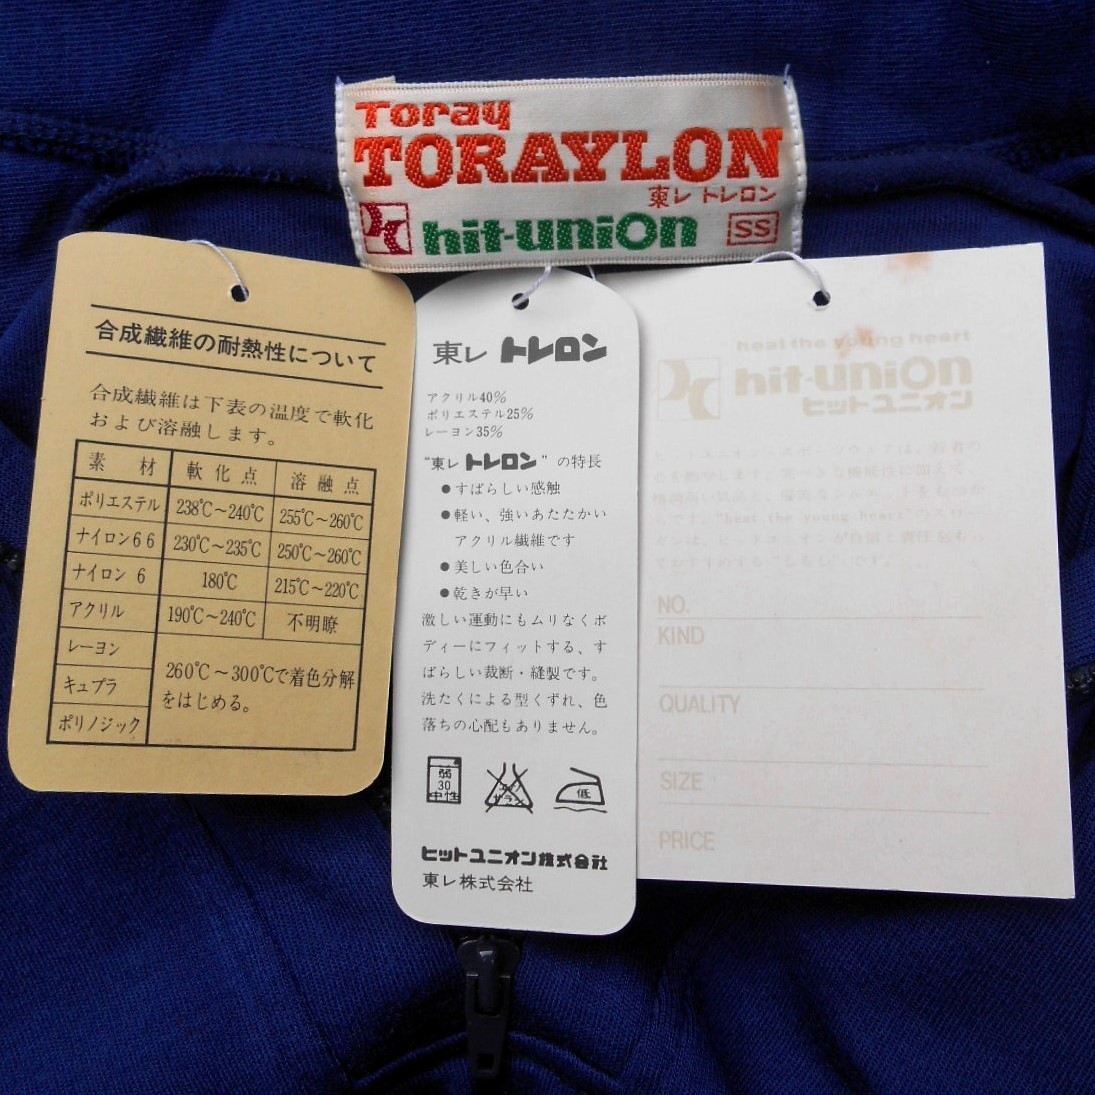 Toray
TORAYLON
東レ トレロン
hit-union SS
合成繊維の耐熱性について
合成繊維は下表の温度で軟化
および溶融します。
素材 軟化点 溶融点
ポリエステル 238℃～240℃ 255℃～260℃
ナイロン66 230℃～235℃ 250℃～260℃
ナイロン6 180℃ 215℃～220℃
アクリル 190℃～240℃ 不明瞭
レーヨン
キュプラ
ポリノジック
260℃～300℃で着色分解
をはじめる。
東レ トレロン
アクリル40%
ポリエステル25%
レーヨン35%
“東レ トレロン”の特長
●すばらしい感触
●軽い、強いあたたかい
アクリル繊維です
●美しい色合い
●乾きが早い
激しい運動にもムリなくボ
ディーにフィットする、す
ばらしい裁断・縫製です。
洗たくによる型くずれ、色
落ちの心配もありません。
弱
30
中性
エンソ
サラシ
低
ヒットユニオン株式会社
東レ株式会社
heat the young heart
hit-union
ヒットユニオン
NO.
KIND
QUALITY
SIZE
PRICE